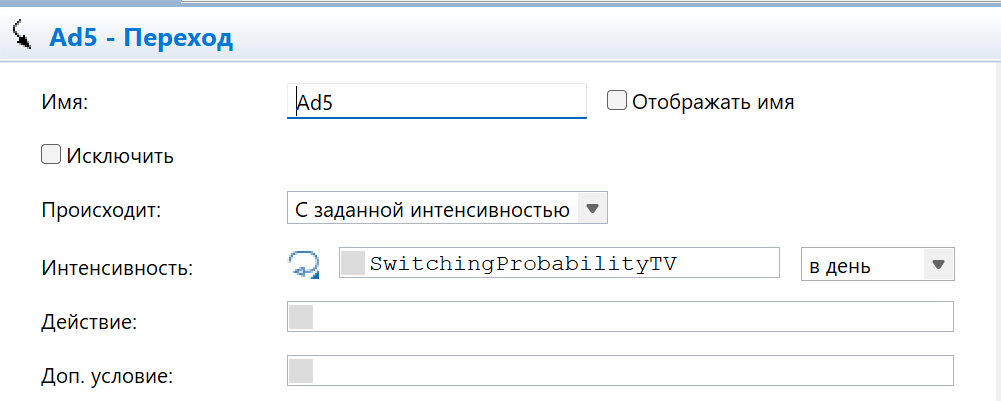 Ad5 - Переход
Имя: Ad5 Отображать имя
Исключить
Происходит: С заданной интенсивностью
Интенсивность: SwitchingProbabilityTV в день
Действие:
Доп. условие: